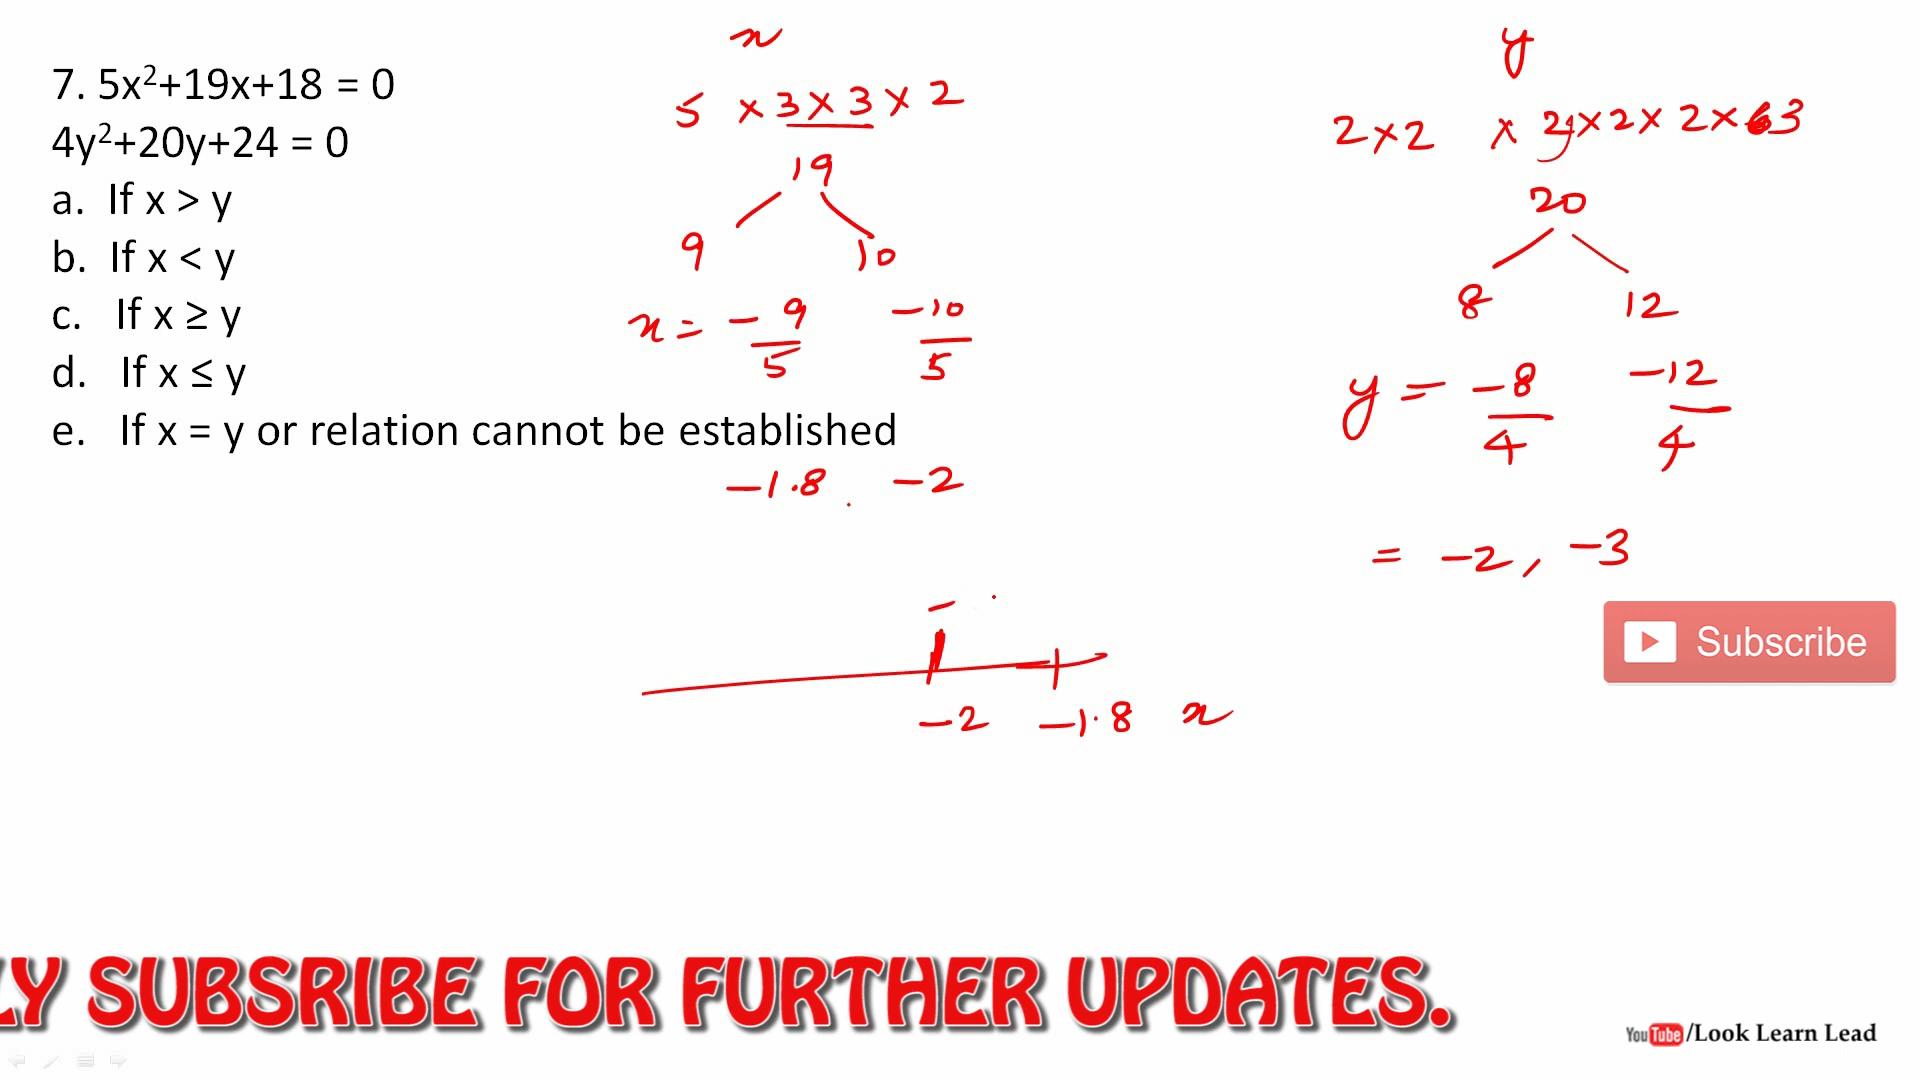 7. 5x²+19x+18 = 0
4y²+20y+24 = 0
a. If x > y
b. If x < y
c. If x ≥ y
d. If x ≤ y
e. If x = y or relation cannot be established
x
5 × 3 × 3 × 2
19
9 10
x = -9/5 -10/5
-1.8 -2
y
2 × 2 × 2 × 2 × 2 × 3
20
8 12
y = -8/4 -12/4
= -2, -3
-2 -1.8 x
Subscribe
LY SUBSRIBE FOR FURTHER UPDATES.
YouTube/Look Learn Lead